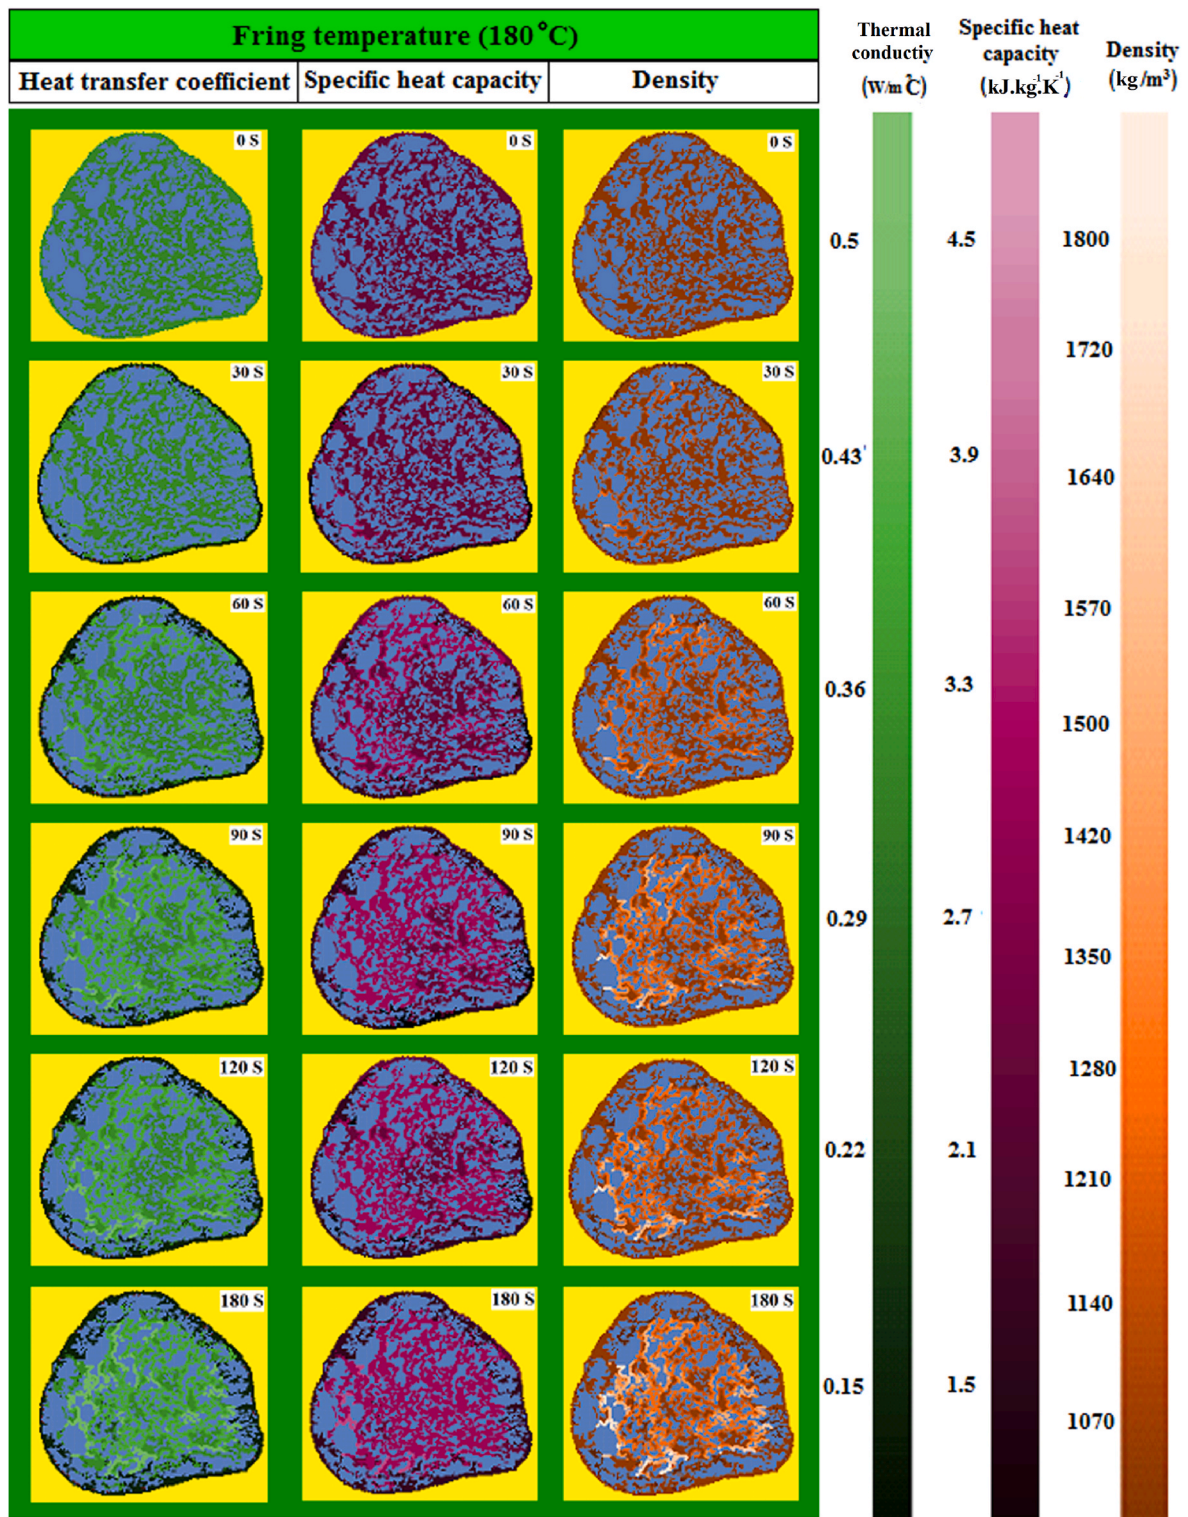 Fring temperature (180 °C)
Heat transfer coefficient Specific heat capacity Density
0 S 0 S 0 S
30 S 30 S 30 S
60 S 60 S 60 S
90 S 90 S 90 S
120 S 120 S 120 S
180 S 180 S 180 S
Thermal
conductiy
(W/m °C)
0.5
0.43
0.36
0.29
0.22
0.15
Specific heat
capacity
(kJ.kg⁻¹.K⁻¹)
4.5
3.9
3.3
2.7
2.1
1.5
Density
(kg/m³)
1800
1720
1640
1570
1500
1420
1350
1280
1210
1140
1070